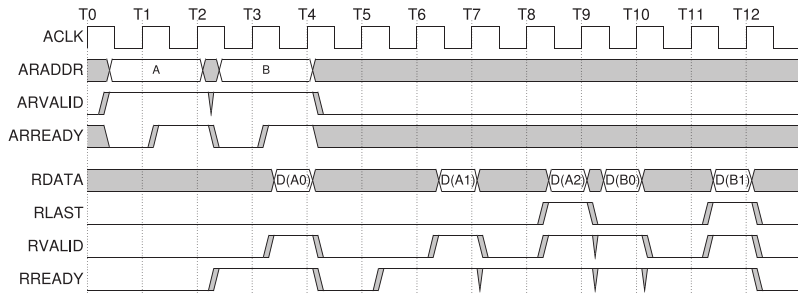 T0 T1 T2 T3 T4 T5 T6 T7 T8 T9 T10 T11 T12
ACLK
ARADDR A B
ARVALID
ARREADY
RDATA D(A0) D(A1) D(A2) D(B0) D(B1)
RLAST
RVALID
RREADY